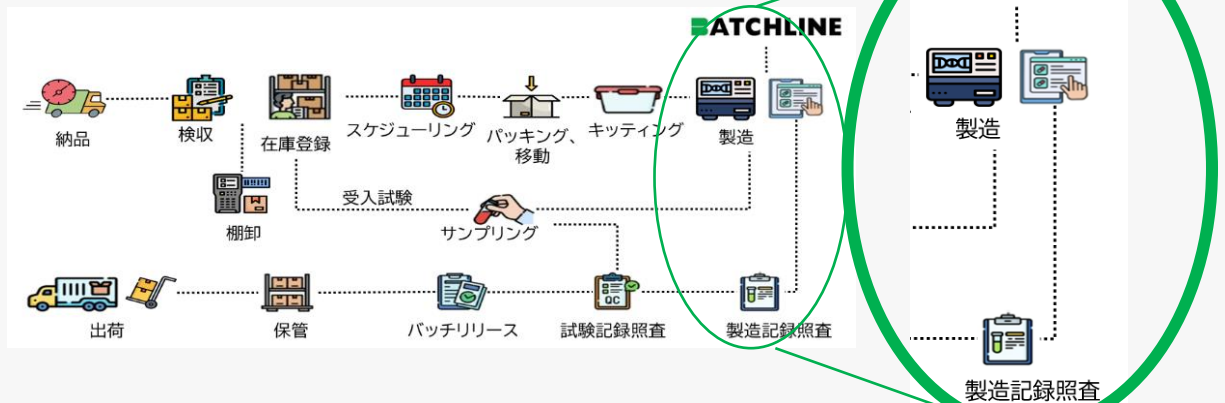 BATCHLINE
納品
検収
在庫登録
スケジューリング
パッキング、
移動
キッティング
製造
棚卸
受入試験
サンプリング
出荷
保管
バッチリリース
QC
試験記録照査
製造記録照査
製造
製造記録照査